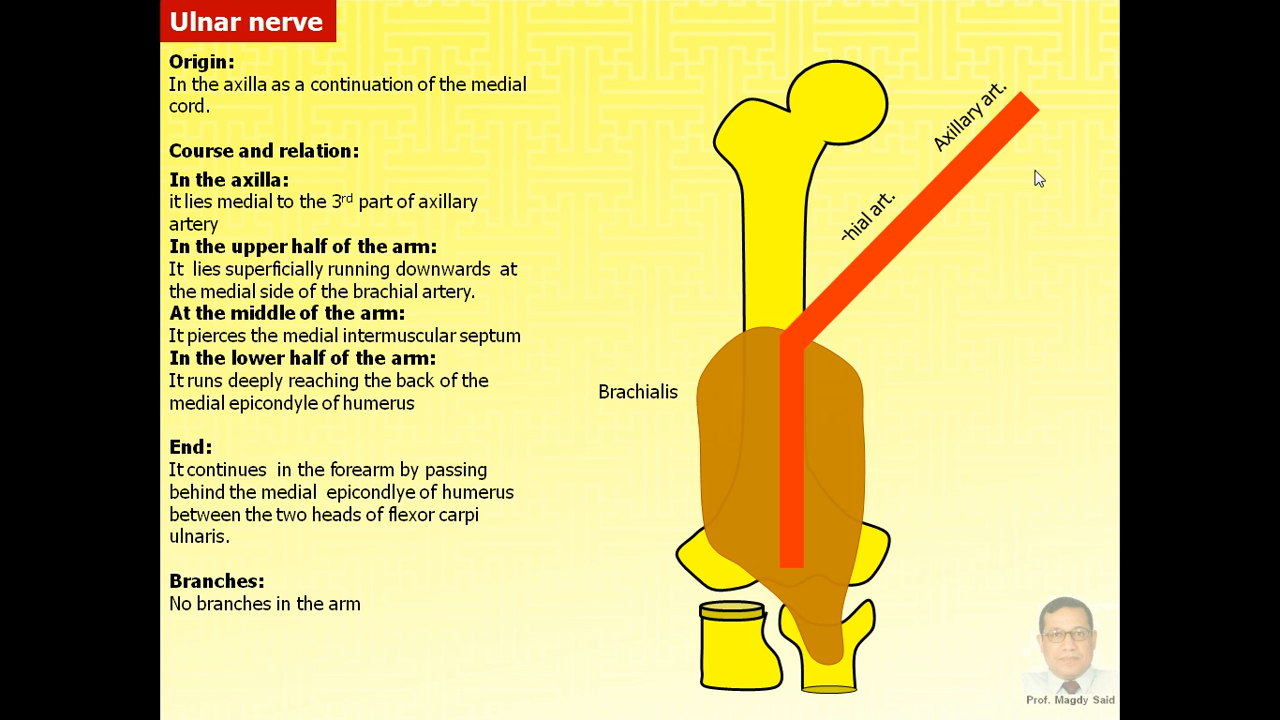 Ulnar nerve
Origin:
In the axilla as a continuation of the medial
cord.
Course and relation:
In the axilla:
it lies medial to the 3rd part of axillary
artery
In the upper half of the arm:
It lies superficially running downwards at
the medial side of the brachial artery.
At the middle of the arm:
It pierces the medial intermuscular septum
In the lower half of the arm:
It runs deeply reaching the back of the
medial epicondyle of humerus
End:
It continues in the forearm by passing
behind the medial epicondlye of humerus
between the two heads of flexor carpi
ulnaris.
Branches:
No branches in the arm
Axillary art.
hial art.
Brachialis
Prof. Magdy Said